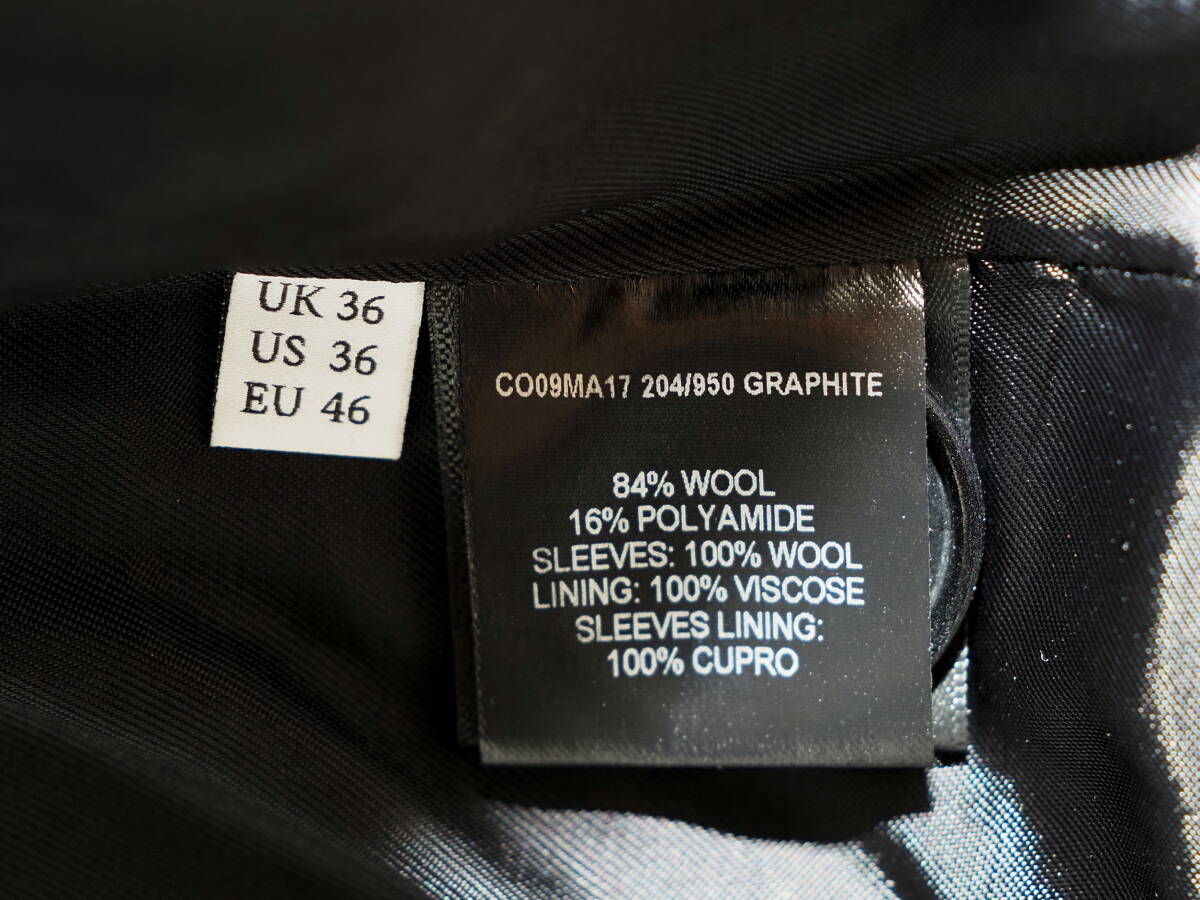 UK 36
US 36
EU 46
CO09MA17 204/950 GRAPHITE
84% WOOL
16% POLYAMIDE
SLEEVES: 100% WOOL
LINING: 100% VISCOSE
SLEEVES LINING:
100% CUPRO